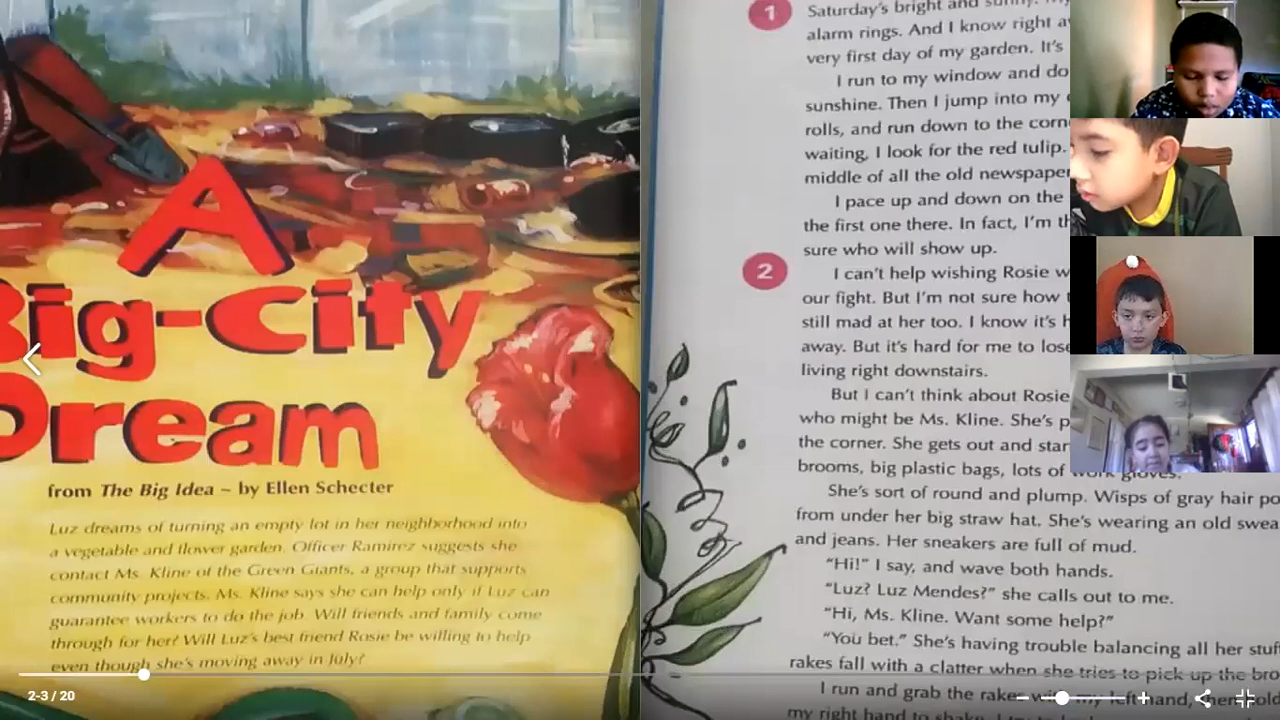 A
Big-City
Dream
from The Big Idea ~ by Ellen Schecter
Luz dreams of turning an empty lot in her neighborhood into
a vegetable and flower garden. Officer Ramirez suggests she
contact Ms. Kline of the Green Giants, a group that supports
community projects. Ms. Kline says she can help only if Luz can
guarantee workers to do the job. Will friends and family come
through for her? Will Luz's best friend Rosie be willing to help
even though she's moving away in July?
2-3 / 20
1
Saturday's bright and sunny.
alarm rings. And I know right
very first day of my garden. It's
I run to my window and do
sunshine. Then I jump into my
rolls, and run down to the corn
waiting, I look for the red tulip.
middle of all the old newspaper
I pace up and down on the
the first one there. In fact, I'm th
sure who will show up.
2
I can't help wishing Rosie w
our fight. But I'm not sure how
still mad at her too. I know it's h
away. But it's hard for me to lose
living right downstairs.
But I can't think about Rosie
who might be Ms. Kline. She's p
the corner. She gets out and star
brooms, big plastic bags, lots of work gloves.
She's sort of round and plump. Wisps of gray hair po
from under her big straw hat. She's wearing an old swea
and jeans. Her sneakers are full of mud.
"Hi!" I say, and wave both hands.
"Luz? Luz Mendes?" she calls out to me.
"Hi, Ms. Kline. Want some help?"
"You bet." She's having trouble balancing all her stuf
rakes fall with a clatter when she tries to pick up the bro
I run and grab the rakes with my left hand, then hold
my right hand to shake.